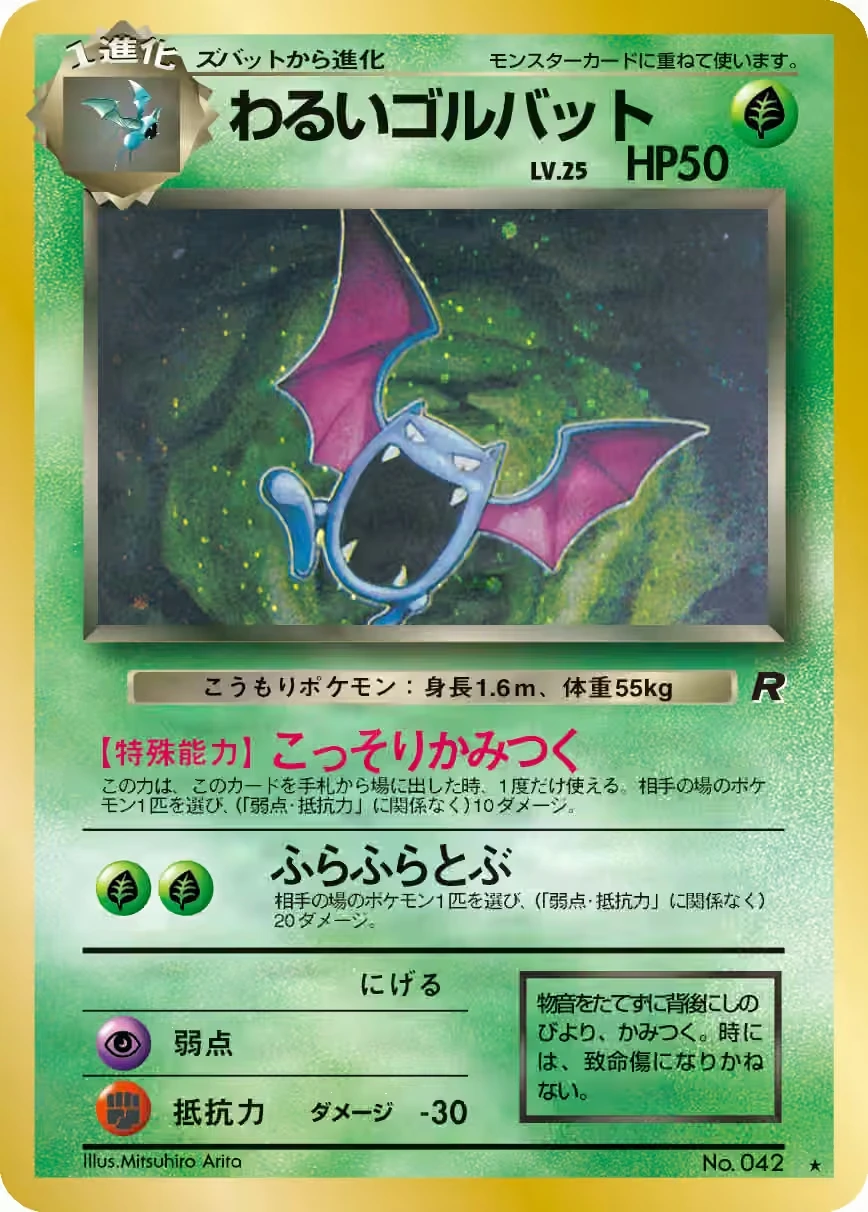 1進化
ズバットから進化
モンスターカードに重ねて使います。
わるいゴルバット
LV.25 HP50
こうもりポケモン：身長1.6m、体重55kg
R
【特殊能力】こっそりかみつく
この力は、このカードを手札から場に出した時、1度だけ使える。相手の場のポケ
モン1匹を選び、(「弱点·抵抗力」に関係なく)10ダメージ。
ふらふらとぶ
相手の場のポケモン1匹を選び、(「弱点·抵抗力」に関係なく)
20ダメージ。
にげる
弱点
抵抗力 ダメージ -30
物音をたてずに背後にしの
びより、かみつく。時に
は、致命傷になりかね
ない。
Illus.Mitsuhiro Arita
No. 042 ★